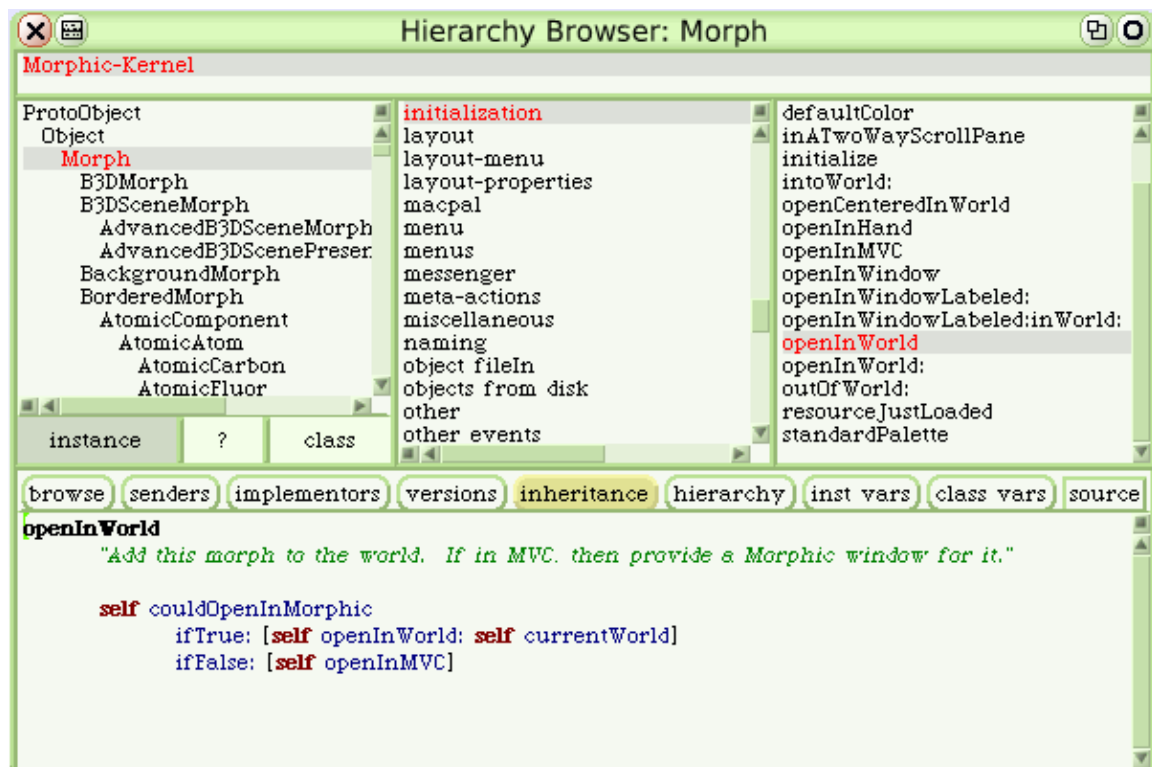 Hierarchy Browser: Morph
Morphic-Kernel
ProtoObject
Object
Morph
B3DMorph
B3DSceneMorph
AdvancedB3DSceneMorph
AdvancedB3DScenePresen
BackgroundMorph
BorderedMorph
AtomicComponent
AtomicAtom
AtomicCarbon
AtomicFluor
instance
?
class
initialization
layout
layout-menu
layout-properties
macpal
menu
menus
messenger
meta-actions
miscellaneous
naming
object fileIn
objects from disk
other
other events
defaultColor
inATwoWayScrollPane
initialize
intoWorld:
openCenteredInWorld
openInHand
openInMVC
openInWindow
openInWindowLabeled:
openInWindowLabeled:inWorld:
openInWorld
openInWorld:
outOfWorld:
resourceJustLoaded
standardPalette
browse senders implementors versions inheritance hierarchy inst vars class vars source
openInWorld
"Add this morph to the world. If in MVC, then provide a Morphic window for it."
self couldOpenInMorphic
ifTrue: [self openInWorld: self currentWorld]
ifFalse: [self openInMVC]